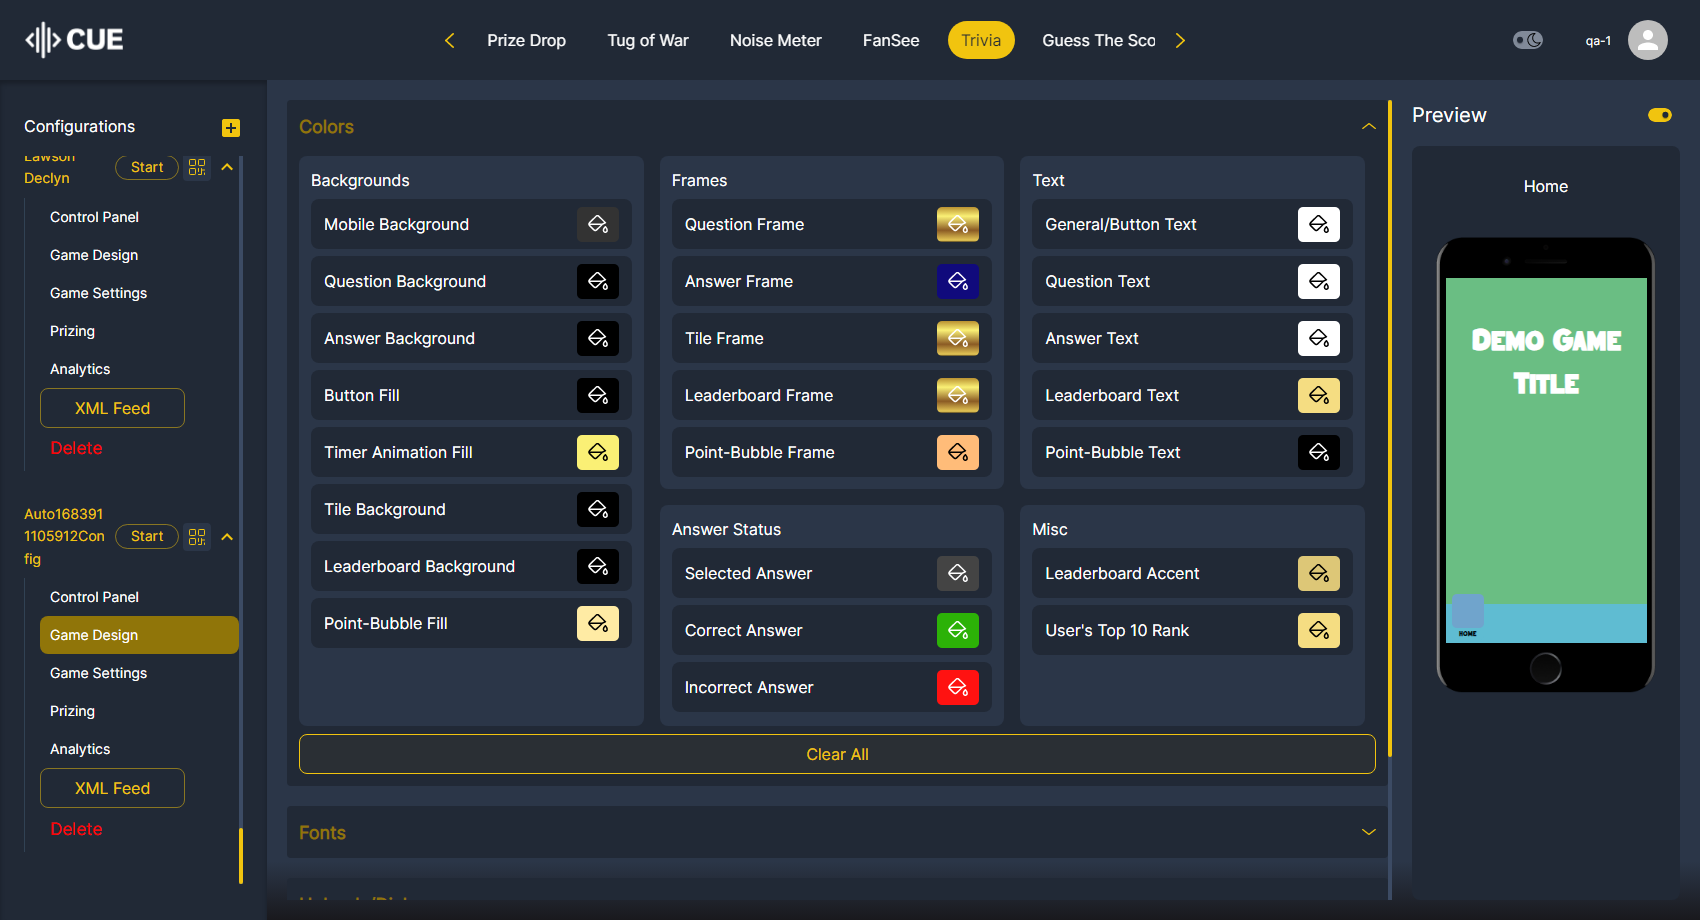 CUE
Prize Drop
Tug of War
Noise Meter
FanSee
Trivia
Guess The Sco
qa-1
Configurations
Lawson
Declyn
Start
Control Panel
Game Design
Game Settings
Prizing
Analytics
XML Feed
Delete
Auto168391
1105912Con
fig
Start
Control Panel
Game Design
Game Settings
Prizing
Analytics
XML Feed
Delete
Colors
Backgrounds
Mobile Background
Question Background
Answer Background
Button Fill
Timer Animation Fill
Tile Background
Leaderboard Background
Point-Bubble Fill
Frames
Question Frame
Answer Frame
Tile Frame
Leaderboard Frame
Point-Bubble Frame
Text
General/Button Text
Question Text
Answer Text
Leaderboard Text
Point-Bubble Text
Answer Status
Selected Answer
Correct Answer
Incorrect Answer
Misc
Leaderboard Accent
User's Top 10 Rank
Clear All
Fonts
Preview
Home
Demo Game
Title
HOME